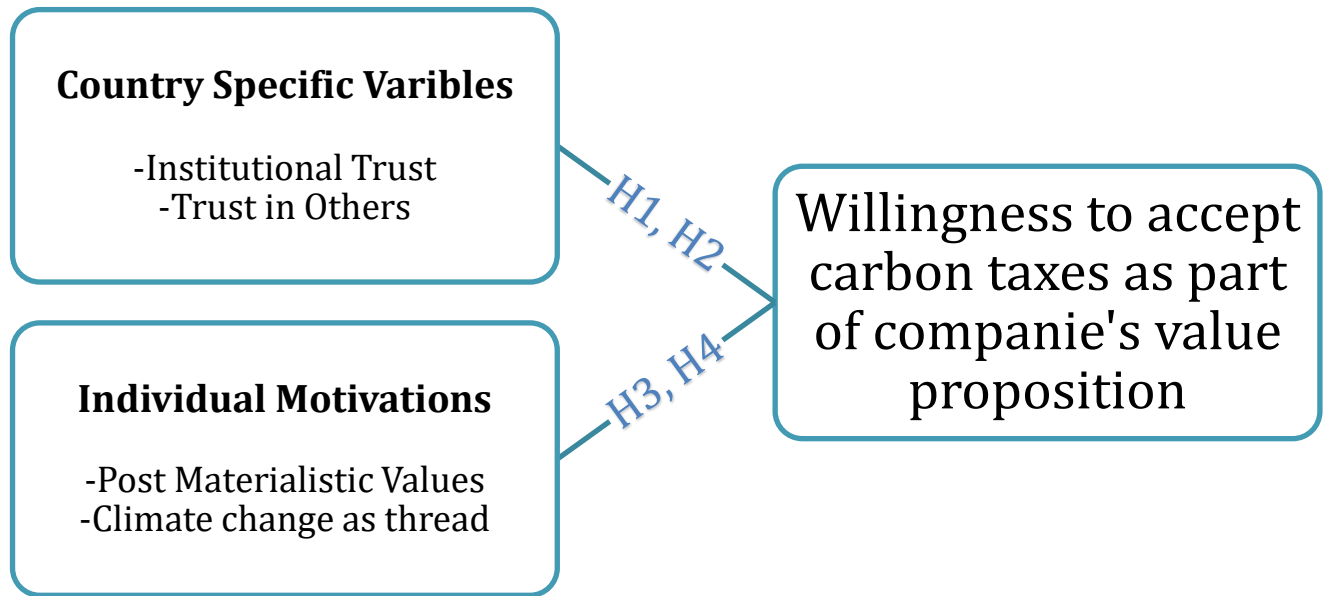 Country Specific Varibles
-Institutional Trust
-Trust in Others
H1, H2
Individual Motivations
-Post Materialistic Values
-Climate change as thread
H3, H4
Willingness to accept
carbon taxes as part
of companie's value
proposition